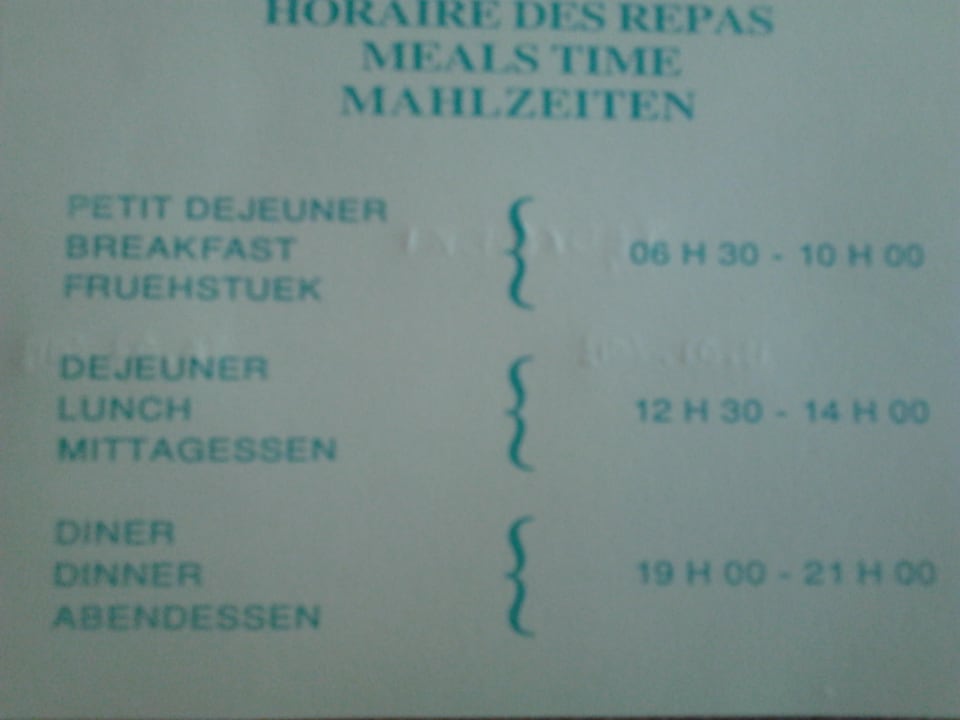 HORAIRE DES REPAS
MEALS TIME
MAHLZEITEN
PETIT DEJEUNER
BREAKFAST
FRUEHSTUEK
06 H 30 - 10 H 00
DEJEUNER
LUNCH
MITTAGESSEN
12 H 30 - 14 H 00
DINER
DINNER
ABENDESSEN
19 H 00 - 21 H 00